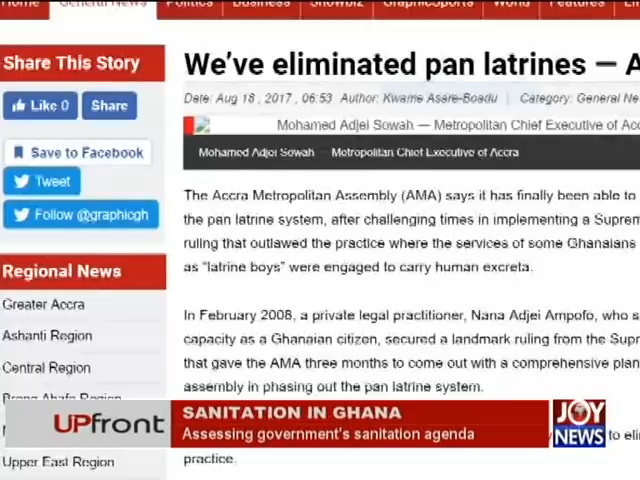 Home
General News
Politics
Business
Showbiz
GraphicSports
World
Features
Share This Story
Like 0
Share
Save to Facebook
Tweet
Follow @graphicgh
Regional News
Greater Accra
Ashanti Region
Central Region
Brong Ahafo Region
Upper East Region
We've eliminated pan latrines — A
Date: Aug 18 , 2017 , 06:53 Author: Kwame Asare-Boadu | Category: General Ne
Mohamed Adjei Sowah — Metropolitan Chief Executive of Acc
Mohamed Adjei Sowah — Metropolitan Chief Executive of Accra
The Accra Metropolitan Assembly (AMA) says it has finally been able to
the pan latrine system, after challenging times in implementing a Suprem
ruling that outlawed the practice where the services of some Ghanaians
as "latrine boys" were engaged to carry human excreta.
In February 2008, a private legal practitioner, Nana Adjei Ampofo, who s
capacity as a Ghanaian citizen, secured a landmark ruling from the Supr
that gave the AMA three months to come out with a comprehensive plan
assembly in phasing out the pan latrine system.
to eli
practice.
UPfront
SANITATION IN GHANA
Assessing government's sanitation agenda
JOY
NEWS